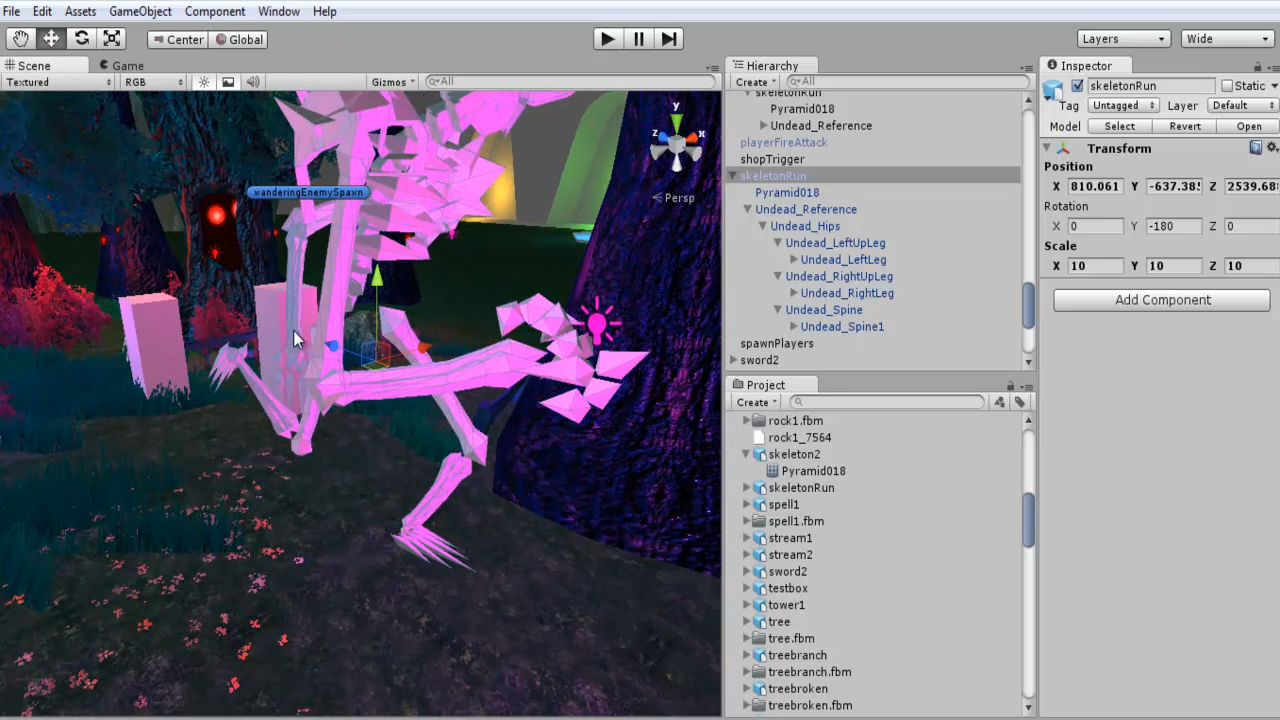 File Edit Assets GameObject Component Window Help
Center Global Layers Wide
Scene Game
Textured RGB Gizmos All
wanderingEnemySpawn
y
z x
Persp
Hierarchy
Create All
skeletonRun
Pyramid018
Undead_Reference
playerFireAttack
shopTrigger
skeletonRun
Pyramid018
Undead_Reference
Undead_Hips
Undead_LeftUpLeg
Undead_LeftLeg
Undead_RightUpLeg
Undead_RightLeg
Undead_Spine
Undead_Spine1
spawnPlayers
sword2
Project
Create
rock1.fbm
rock1_7564
skeleton2
Pyramid018
skeletonRun
spell1
spell1.fbm
stream1
stream2
sword2
testbox
tower1
tree
tree.fbm
treebranch
treebranch.fbm
treebroken
treebroken.fbm
Inspector
skeletonRun Static
Tag Untagged Layer Default
Model Select Revert Open
Transform
Position
X 810.061 Y -637.385 Z 2539.68
Rotation
X 0 Y -180 Z 0
Scale
X 10 Y 10 Z 10
Add Component